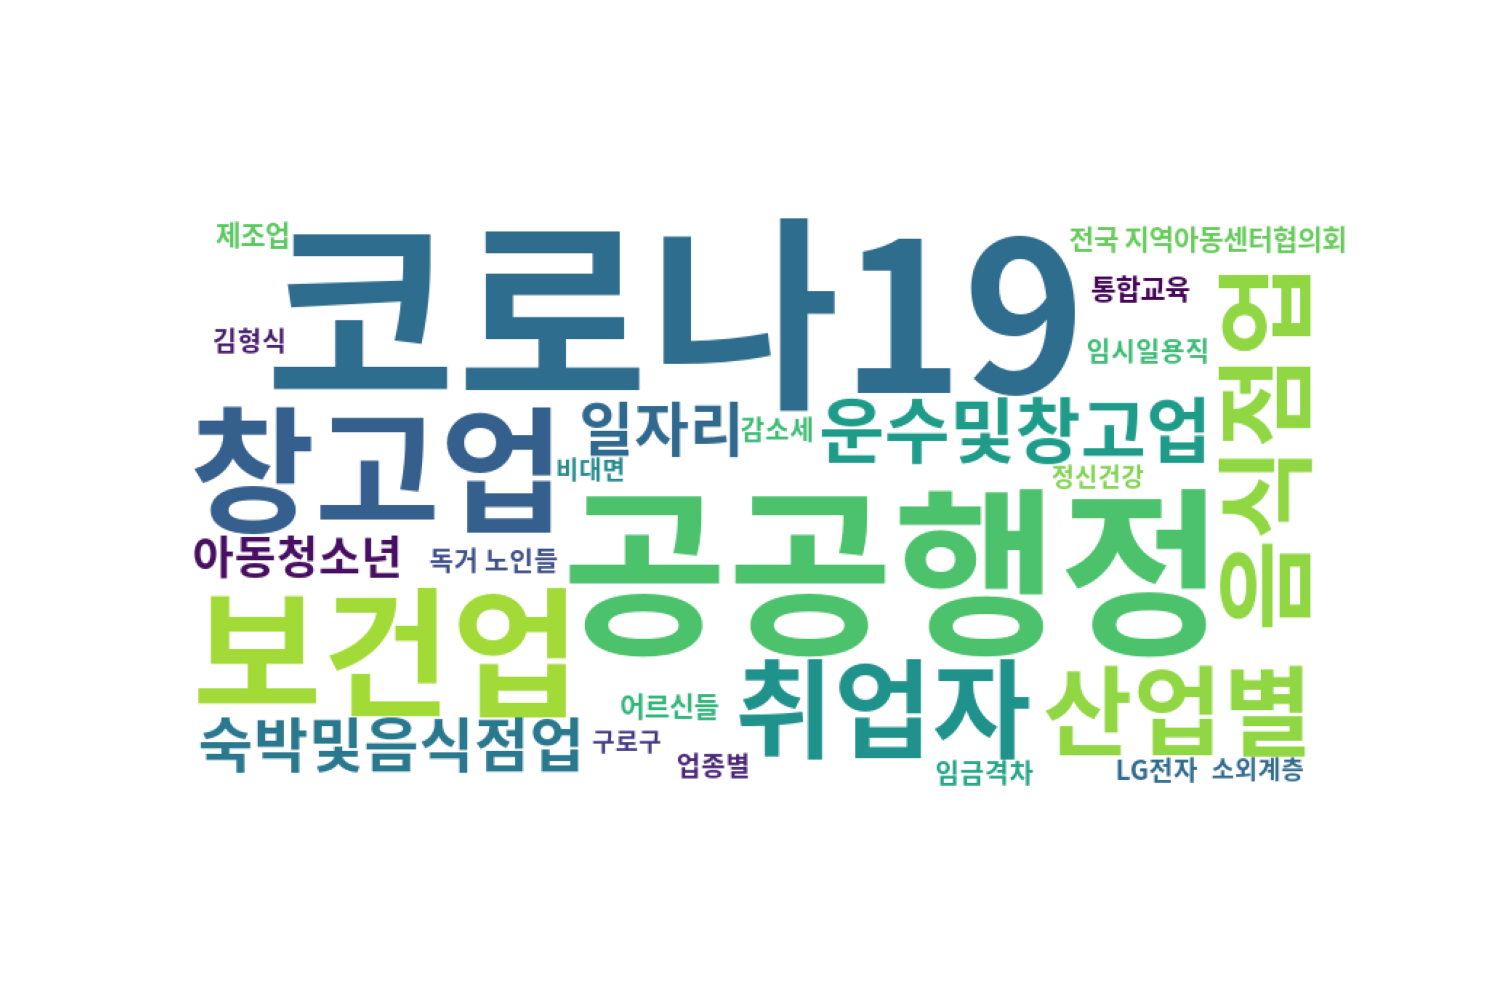 제조업
코로나19
전국 지역아동센터협의회
통합교육
김형식
임시일용직
음식점업
창고업
일자리
감소세
운수및창고업
비대면
정신건강
공공행정
아동청소년
독거 노인들
보건업
취업자
산업별
어르신들
숙박및음식점업
구로구
업종별
임금격차
LG전자
소외계층